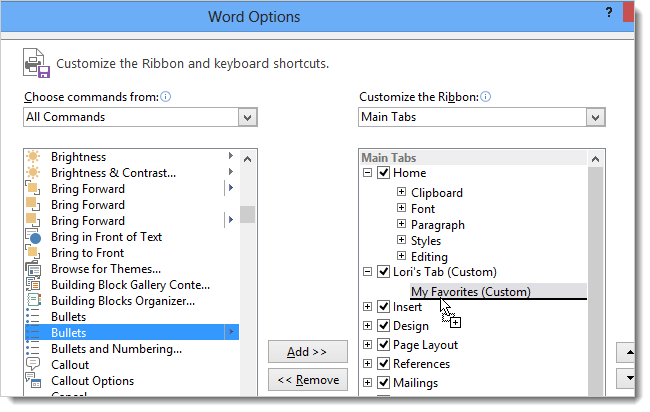 Word Options
?
Customize the Ribbon and keyboard shortcuts.
Choose commands from:
All Commands
Brightness
Brightness & Contrast...
Bring Forward
Bring Forward
Bring Forward
Bring in Front of Text
Bring to Front
Browse for Themes...
Building Block Gallery Conte...
Building Blocks Organizer...
Bullets
Bullets
Bullets and Numbering...
Callout
Callout Options
Add >>
<< Remove
Customize the Ribbon:
Main Tabs
Main Tabs
Home
Clipboard
Font
Paragraph
Styles
Editing
Lori's Tab (Custom)
My Favorites (Custom)
Insert
Design
Page Layout
References
Mailings